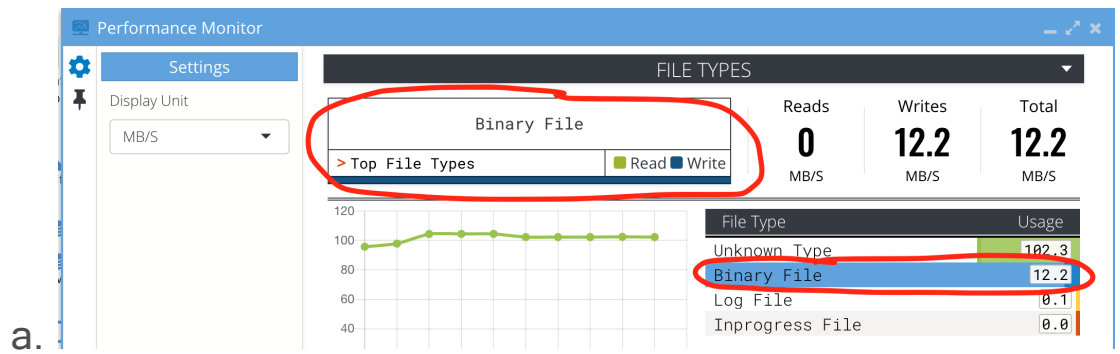 Performance Monitor
Settings
Display Unit
MB/S
FILE TYPES
Binary File
> Top File Types
Read Write
Reads Writes Total
0 12.2 12.2
MB/S MB/S MB/S
120
100
80
60
40
File Type Usage
Unknown Type 102.3
Binary File 12.2
Log File 0.1
Inprogress File 0.0
a.